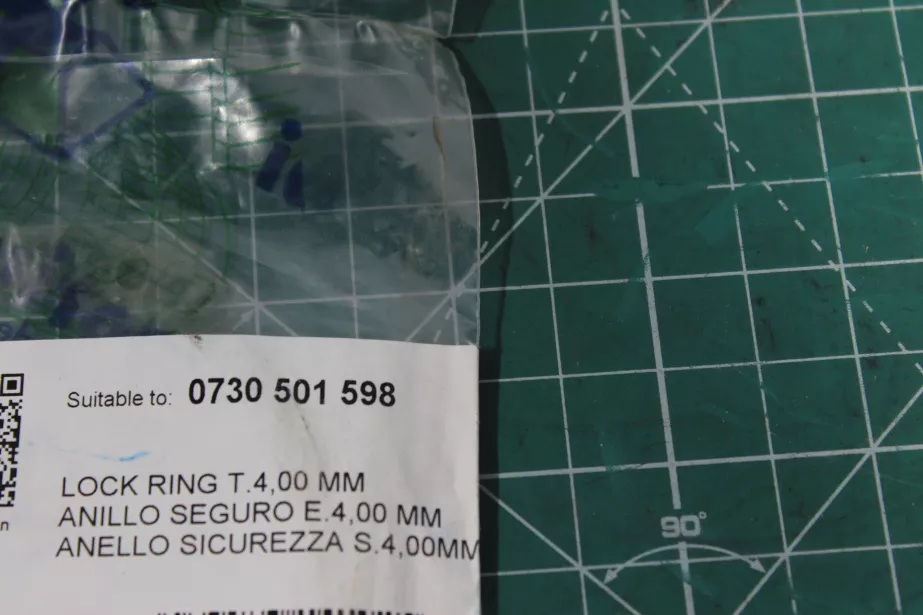 Suitable to: 0730 501 598
LOCK RING T.4,00 MM
ANILLO SEGURO E.4,00 MM
ANELLO SICUREZZA S.4,00MM
n
90°